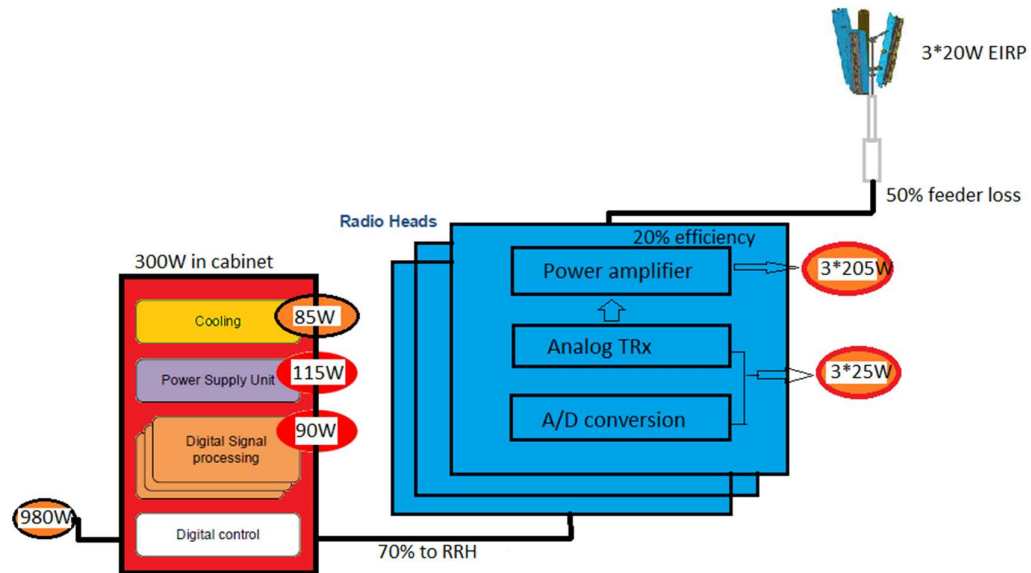 3*20W EIRP
50% feeder loss
Radio Heads
20% efficiency
Power amplifier
3*205W
Analog TRx
3*25W
A/D conversion
300W in cabinet
Cooling
85W
Power Supply Unit
115W
90W
Digital Signal
processing
980W
Digital control
70% to RRH